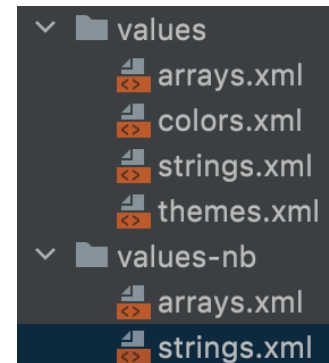 values
arrays.xml
colors.xml
strings.xml
themes.xml
values-nb
arrays.xml
strings.xml